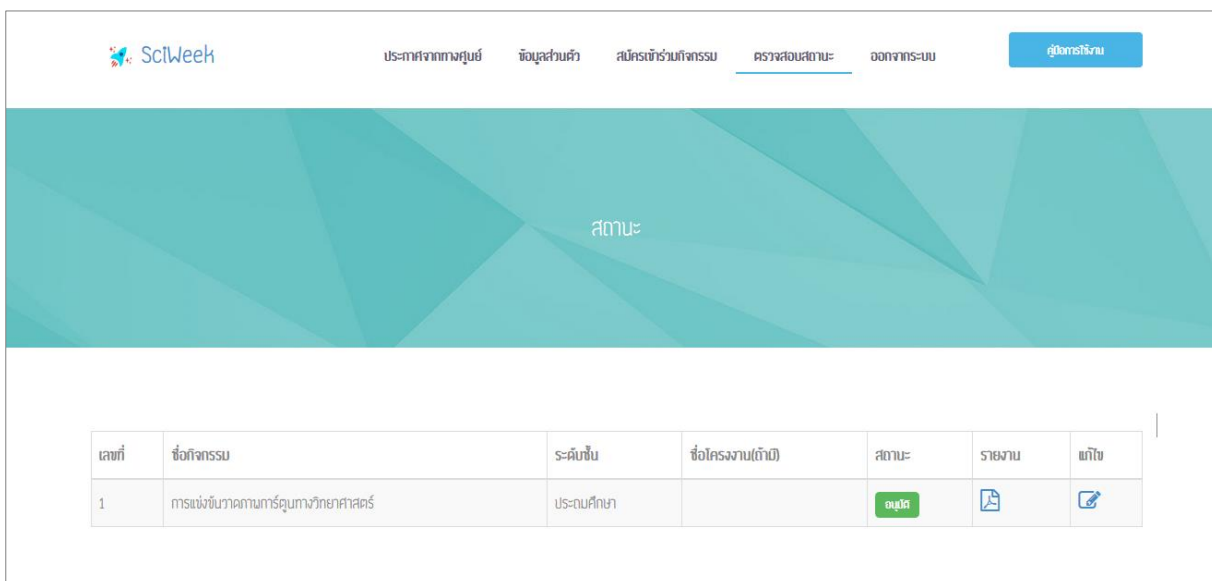 SciWeek
ประกาศจากทางศูนย์ ข้อมูลส่วนตัว สมัครเข้าร่วมกิจกรรม ตรวจสอบสถานะ ออกจากระบบ คู่มือการใช้งาน
สถานะ
เลขที่ ชื่อกิจกรรม ระดับชั้น ชื่อโครงงาน(ถ้ามี) สถานะ รายงาน แก้ไข
1 การแข่งขันวาดภาพการ์ตูนทางวิทยาศาสตร์ ประถมศึกษา อนุมัติ